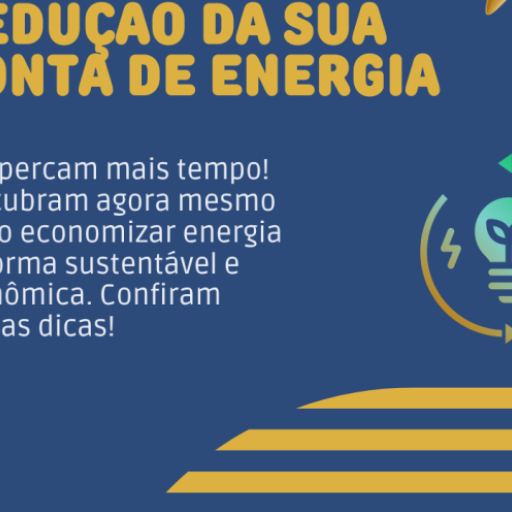 EDUÇÃO DA SUA
ONTA DE ENERGIA
percam mais tempo!
cubram agora mesmo
o economizar energia
orma sustentável e
nômica. Confiram
as dicas!